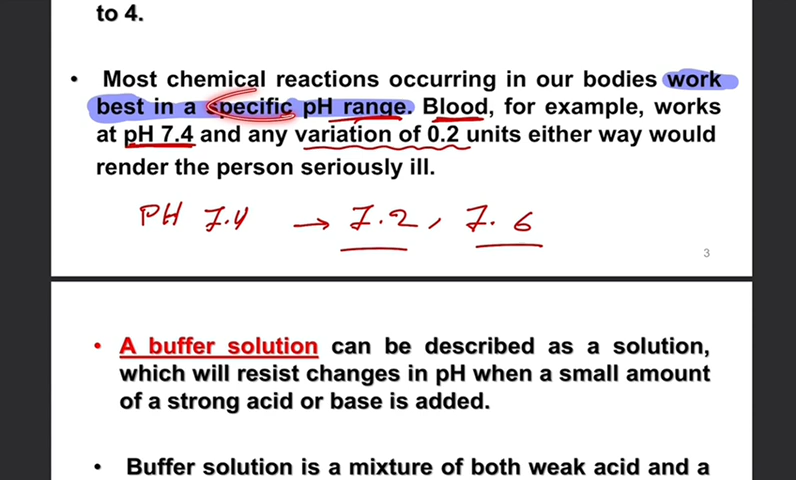 to 4.
• Most chemical reactions occurring in our bodies work
best in a specific pH range. Blood, for example, works
at pH 7.4 and any variation of 0.2 units either way would
render the person seriously ill.
PH 7.4 → 7.2, 7.6
3
• A buffer solution can be described as a solution,
which will resist changes in pH when a small amount
of a strong acid or base is added.
• Buffer solution is a mixture of both weak acid and a